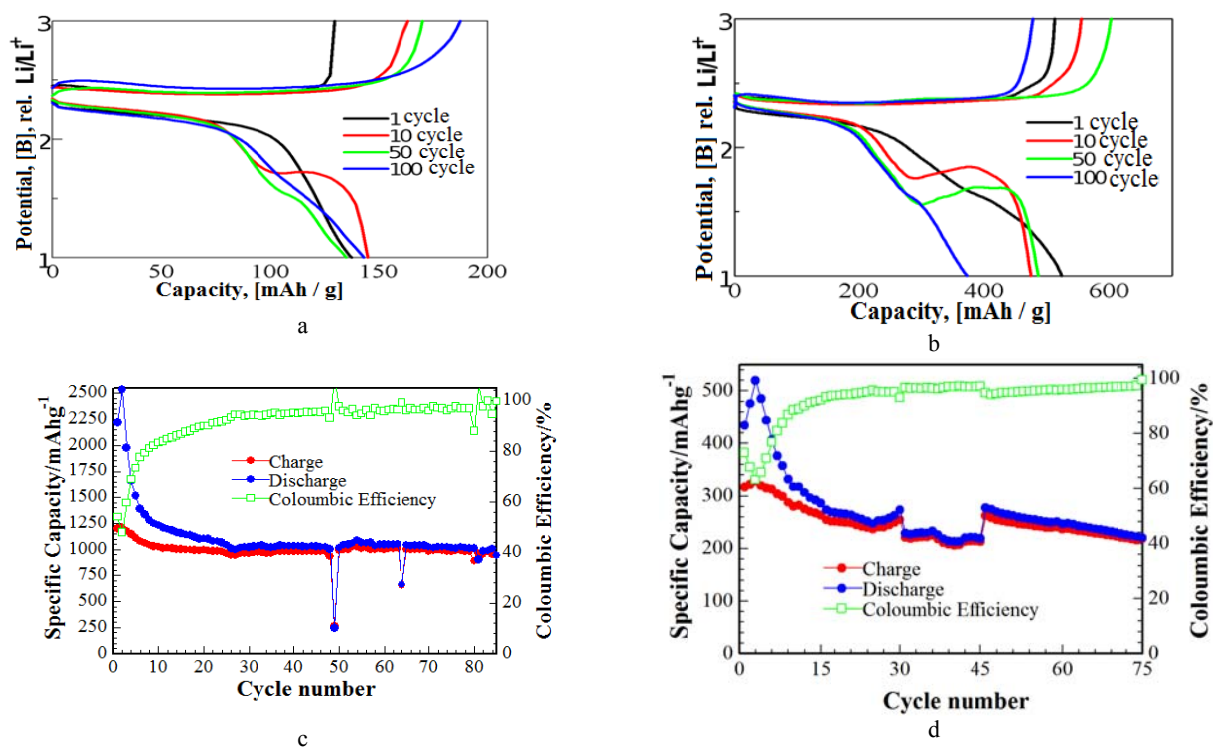 3
2
1
Potential, [B], rel. Li/Li+
1 cycle
10 cycle
50 cycle
100 cycle
0 50 100 150 200
Capacity, [mAh / g]
a
3
2
1
Potential, [B] rel. Li/Li+
1 cycle
10 cycle
50 cycle
100 cycle
0 200 400 600
Capacity, [mAh / g]
b
2500
2250
2000
1750
1500
1250
1000
750
500
250
0
Specific Capacity/mAhg-1
Charge
Discharge
Coloumbic Efficiency
100
80
60
40
20
0
Coloumbic Efficiency/%
0 10 20 30 40 50 60 70 80
Cycle number
c
500
400
300
200
100
0
Specific Capacity/mAhg-1
Charge
Discharge
Coloumbic Efficiency
100
80
60
40
20
0
Coloumbic Efficiency/%
0 15 30 45 60 75
Cycle number
d